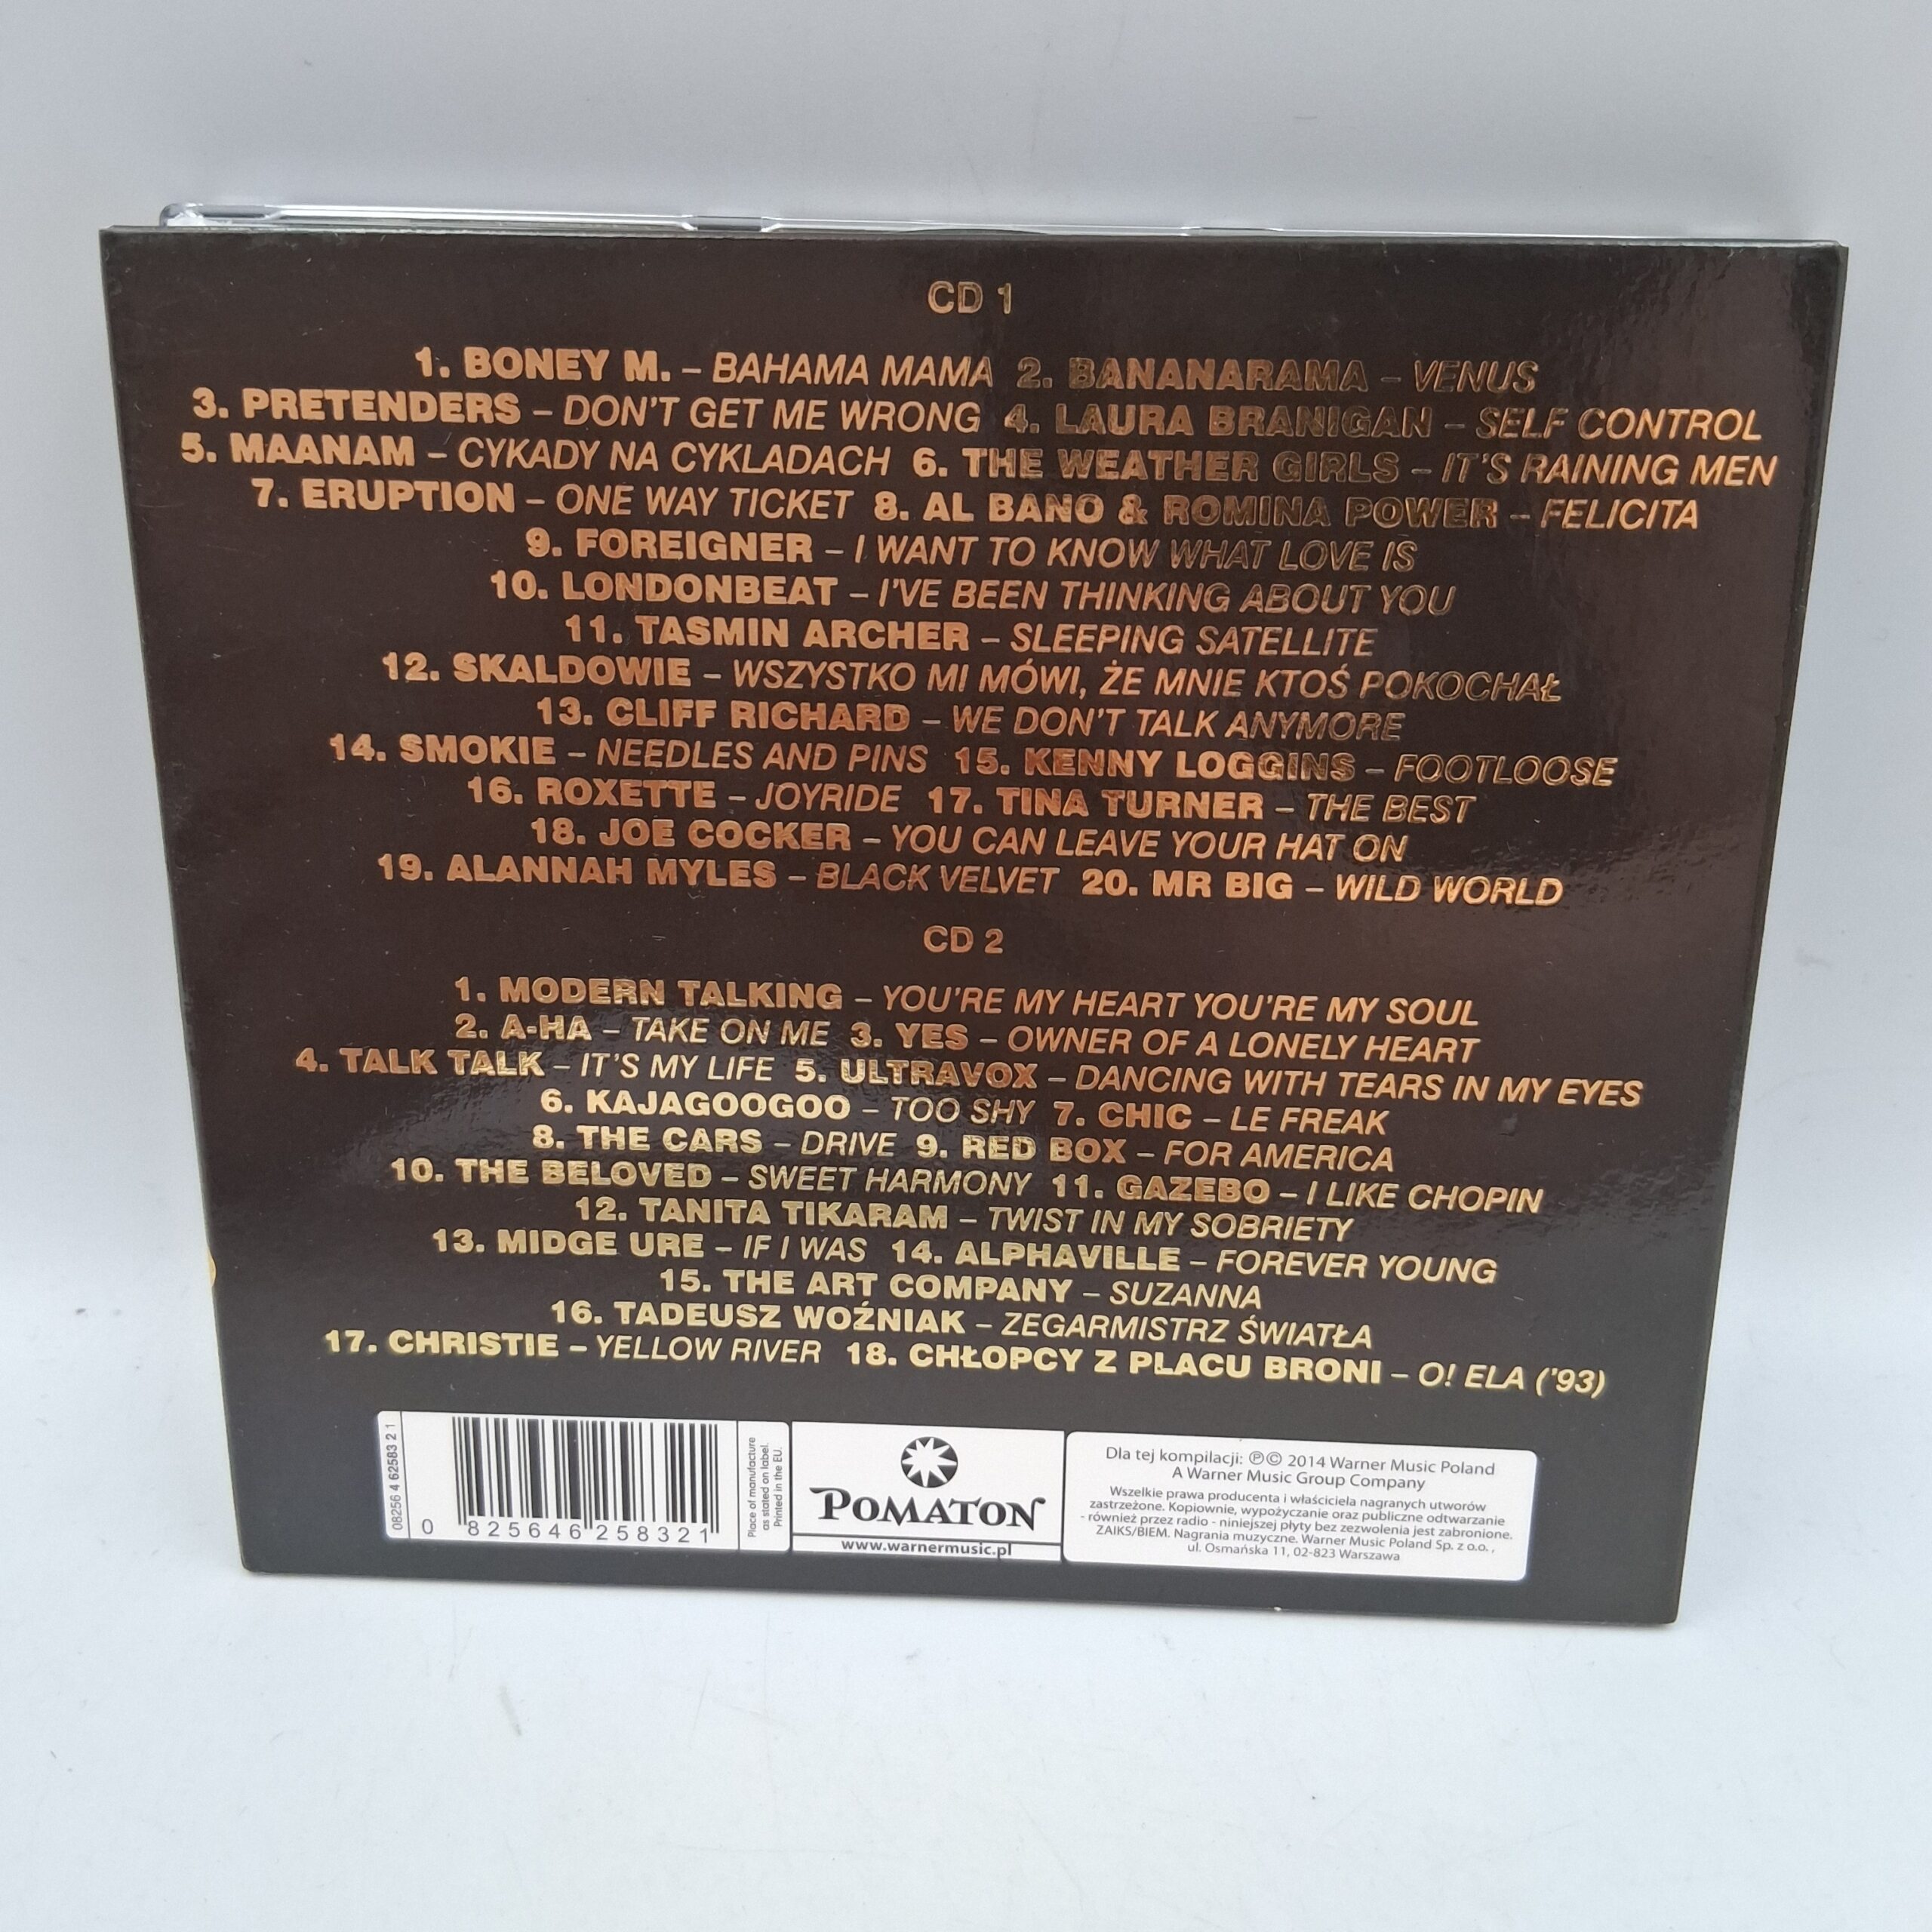 CD 1
1. BONEY M. – BAHAMA MAMA 2. BANANARAMA – VENUS
3. PRETENDERS – DON'T GET ME WRONG 4. LAURA BRANIGAN – SELF CONTROL
5. MAANAM – CYKADY NA CYKLADACH 6. THE WEATHER GIRLS – IT'S RAINING MEN
7. ERUPTION – ONE WAY TICKET 8. AL BANO & ROMINA POWER – FELICITA
9. FOREIGNER – I WANT TO KNOW WHAT LOVE IS
10. LONDONBEAT – I'VE BEEN THINKING ABOUT YOU
11. TASMIN ARCHER – SLEEPING SATELLITE
12. SKALDOWIE – WSZYSTKO MI MÓWI, ŻE MNIE KTOŚ POKOCHAŁ
13. CLIFF RICHARD – WE DON'T TALK ANYMORE
14. SMOKIE – NEEDLES AND PINS 15. KENNY LOGGINS – FOOTLOOSE
16. ROXETTE – JOYRIDE 17. TINA TURNER – THE BEST
18. JOE COCKER – YOU CAN LEAVE YOUR HAT ON
19. ALANNAH MYLES – BLACK VELVET 20. MR BIG – WILD WORLD
CD 2
1. MODERN TALKING – YOU'RE MY HEART YOU'RE MY SOUL
2. A-HA – TAKE ON ME 3. YES – OWNER OF A LONELY HEART
4. TALK TALK – IT'S MY LIFE 5. ULTRAVOX – DANCING WITH TEARS IN MY EYES
6. KAJAGOOGOO – TOO SHY 7. CHIC – LE FREAK
8. THE CARS – DRIVE 9. RED BOX – FOR AMERICA
10. THE BELOVED – SWEET HARMONY 11. GAZEBO – I LIKE CHOPIN
12. TANITA TIKARAM – TWIST IN MY SOBRIETY
13. MIDGE URE – IF I WAS 14. ALPHAVILLE – FOREVER YOUNG
15. THE ART COMPANY – SUZANNA
16. TADEUSZ WOŹNIAK – ZEGARMISTRZ ŚWIATŁA
17. CHRISTIE – YELLOW RIVER 18. CHŁOPCY Z PLACU BRONI – O! ELA ('93)
08256 4 62583 2 1
0 825646 258321
Place of manufacture
as stated on label.
Printed in the EU.
POMATON
www.warnermusic.pl
Dla tej kompilacji: ℗© 2014 Warner Music Poland
A Warner Music Group Company
Wszelkie prawa producenta i właściciela nagranych utworów
zastrzeżone. Kopiownie, wypożyczanie oraz publiczne odtwarzanie
- również przez radio - niniejszej płyty bez zezwolenia jest zabronione.
ZAIKS/BIEM. Nagrania muzyczne. Warner Music Poland Sp. z o.o.,
ul. Osmańska 11, 02-823 Warszawa